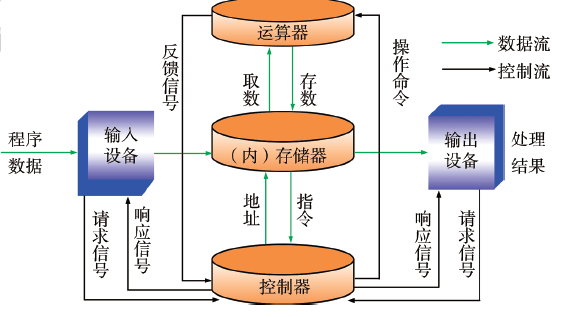 运算器
数据流
控制流
反馈信号
取数
存数
操作命令
程序
数据
输入
设备
（内）存储器
输出
设备
处理
结果
地址
指令
请求信号
响应信号
响应信号
请求信号
控制器